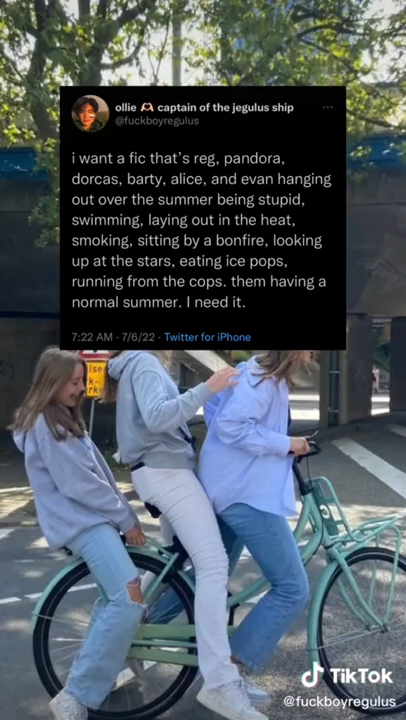 ollie 🫶 captain of the jegulus ship
@fuckboyregulus
i want a fic that's reg, pandora,
dorcas, barty, alice, and evan hanging
out over the summer being stupid,
swimming, laying out in the heat,
smoking, sitting by a bonfire, looking
up at the stars, eating ice pops,
running from the cops. them having a
normal summer. I need it.
7:22 AM · 7/6/22 · Twitter for iPhone
TikTok
@fuckboyregulus